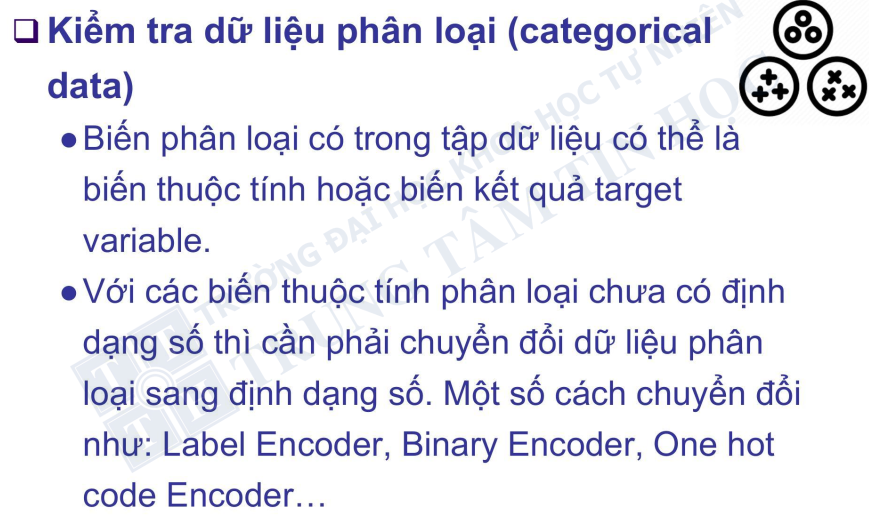 ❑ Kiểm tra dữ liệu phân loại (categorical
data)
● Biến phân loại có trong tập dữ liệu có thể là
biến thuộc tính hoặc biến kết quả target
variable.
● Với các biến thuộc tính phân loại chưa có định
dạng số thì cần phải chuyển đổi dữ liệu phân
loại sang định dạng số. Một số cách chuyển đổi
như: Label Encoder, Binary Encoder, One hot
code Encoder…
TRƯỜNG ĐẠI HỌC KHOA HỌC TỰ NHIÊN
TRUNG TÂM TIN HỌC